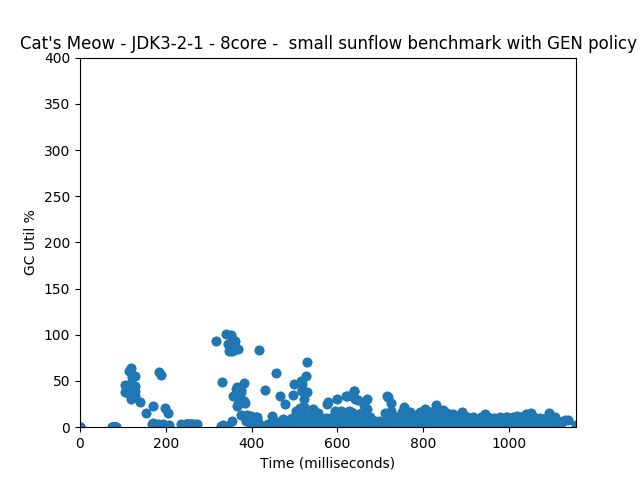 Cat's Meow - JDK3-2-1 - 8core -  small sunflow benchmark with GEN policy
400
350
300
250
200
150
100
50
0
GC Util %
0 200 400 600 800 1000
Time (milliseconds)